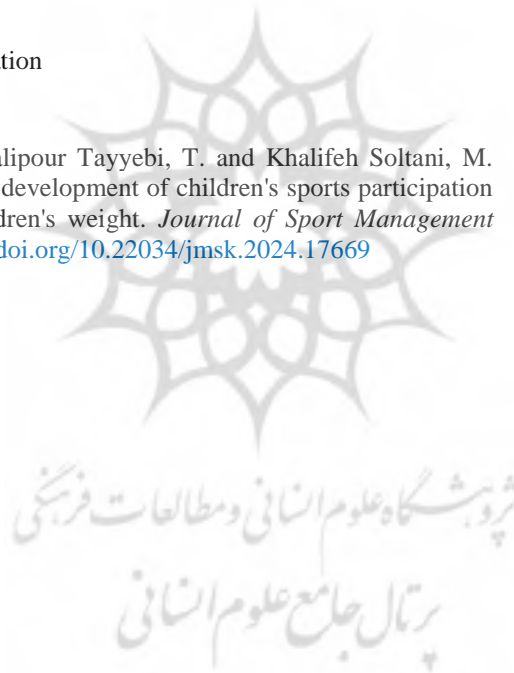 ation
alipour Tayyebi, T. and Khalifeh Soltani, M.
development of children's sports participation
dren's weight. Journal of Sport Management
doi.org/10.22034/jmsk.2024.17669
پژوهشگاه علوم انسانی و مطالعات فرهنگی
پرتال جامع علوم انسانی